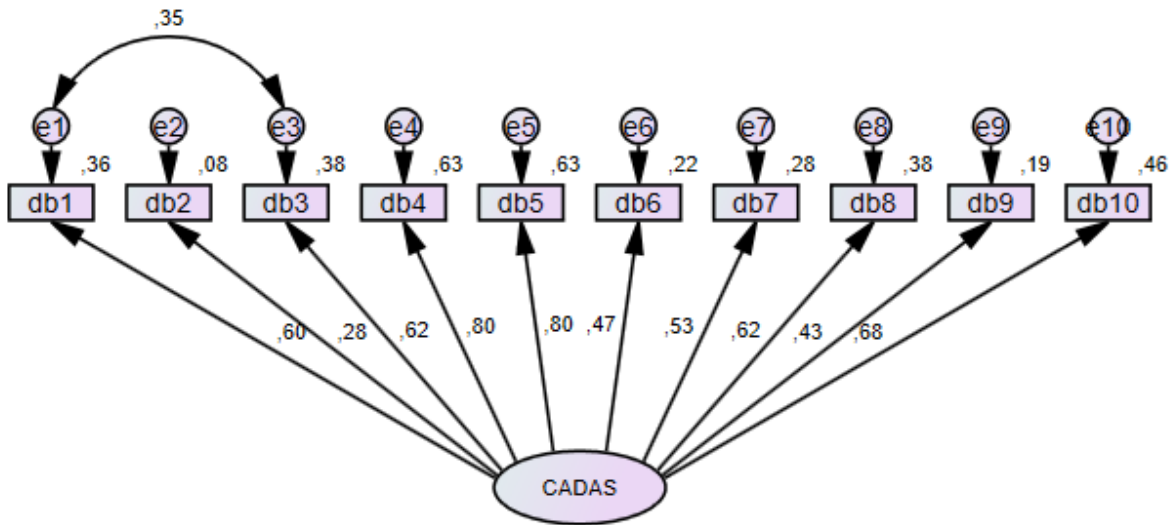 ,35
e1 e2 e3 e4 e5 e6 e7 e8 e9 e10
,36 ,08 ,38 ,63 ,63 ,22 ,28 ,38 ,19 ,46
db1 db2 db3 db4 db5 db6 db7 db8 db9 db10
,60 ,28 ,62 ,80 ,80 ,47 ,53 ,62 ,43 ,68
CADAS